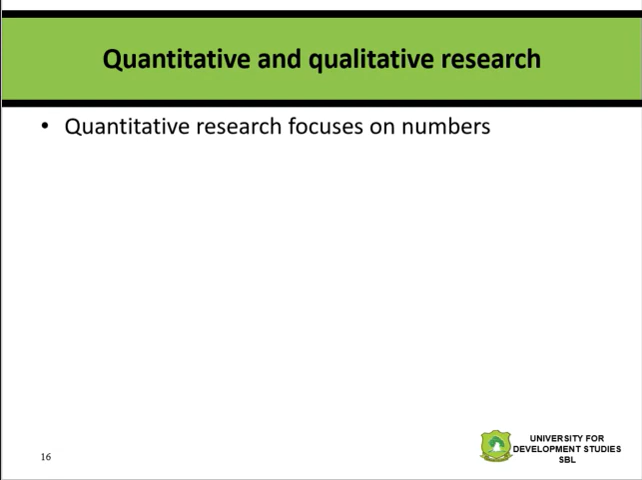 Quantitative and qualitative research
• Quantitative research focuses on numbers
16
UNIVERSITY FOR
DEVELOPMENT STUDIES
SBL